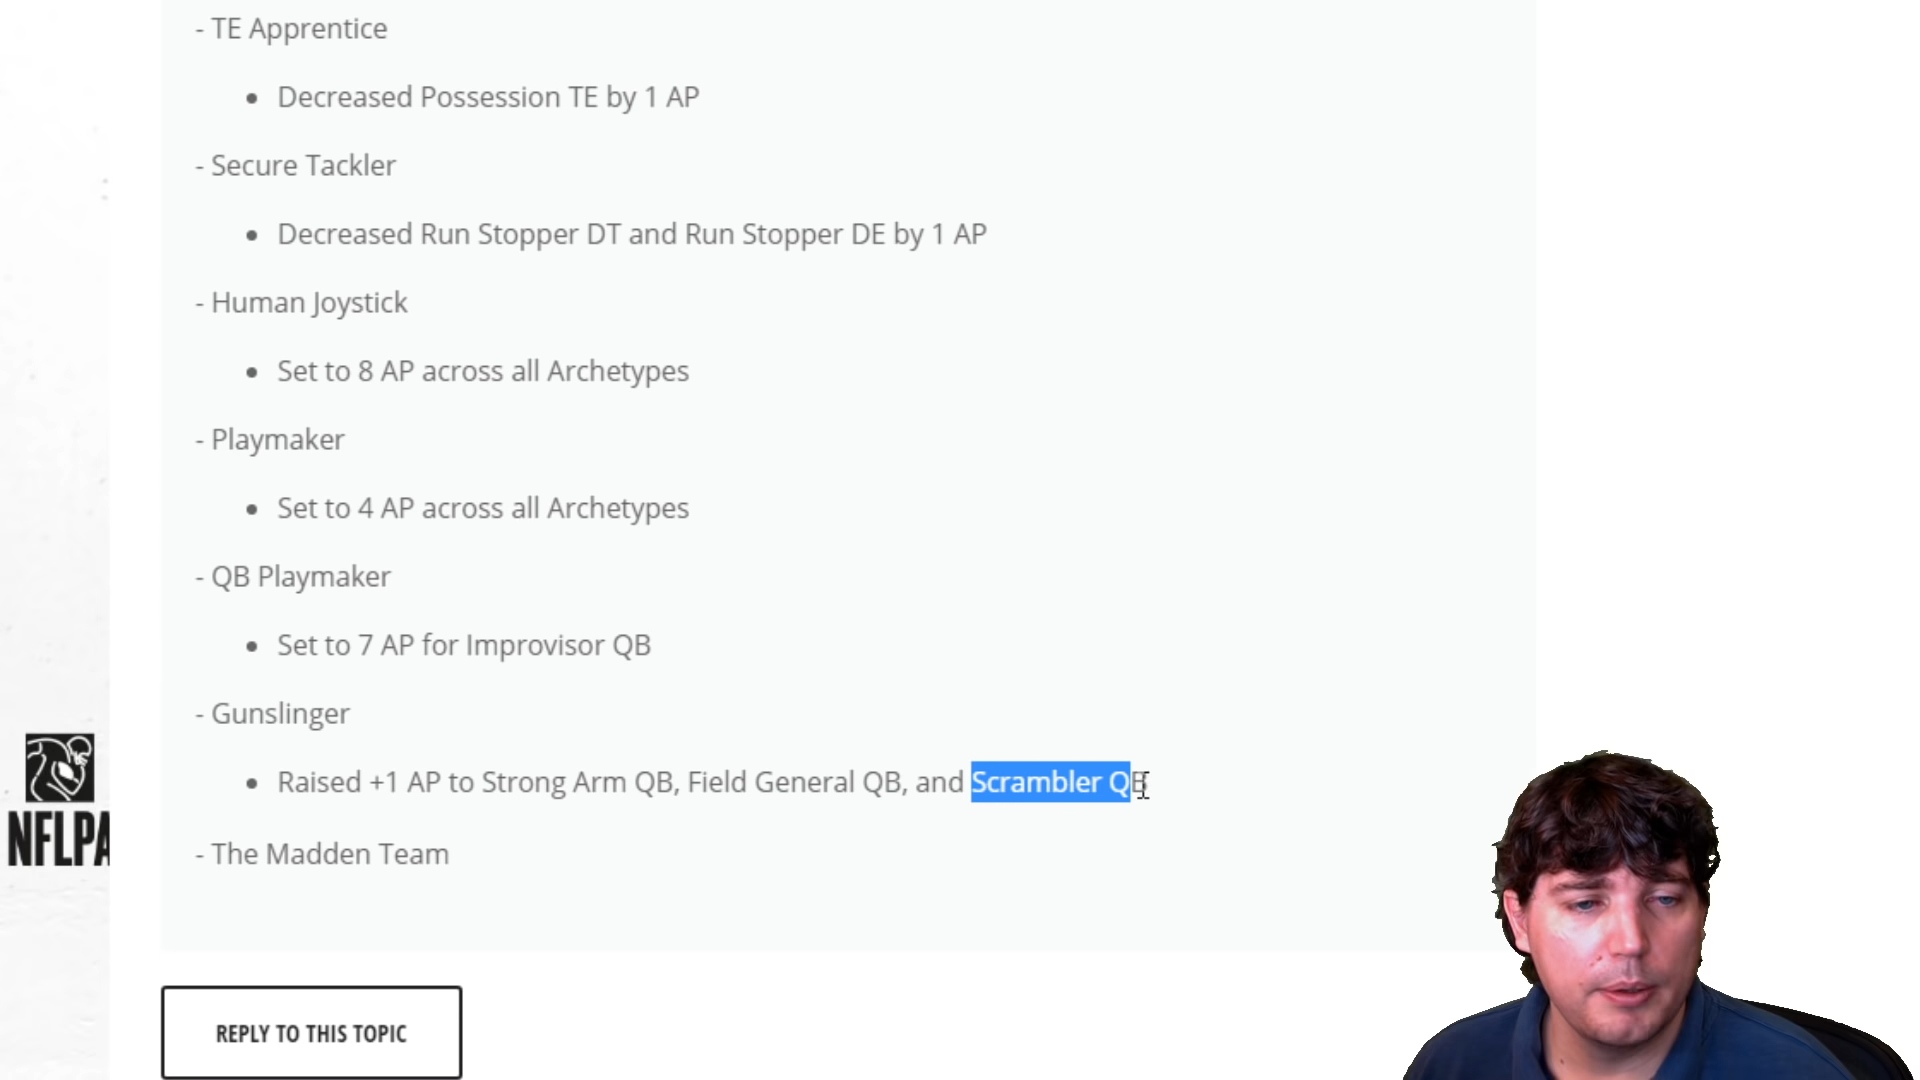 - TE Apprentice
Decreased Possession TE by 1 AP
- Secure Tackler
Decreased Run Stopper DT and Run Stopper DE by 1 AP
- Human Joystick
Set to 8 AP across all Archetypes
- Playmaker
Set to 4 AP across all Archetypes
- QB Playmaker
Set to 7 AP for Improvisor QB
- Gunslinger
Raised +1 AP to Strong Arm QB, Field General QB, and Scrambler QB
- The Madden Team
NFLPA
REPLY TO THIS TOPIC